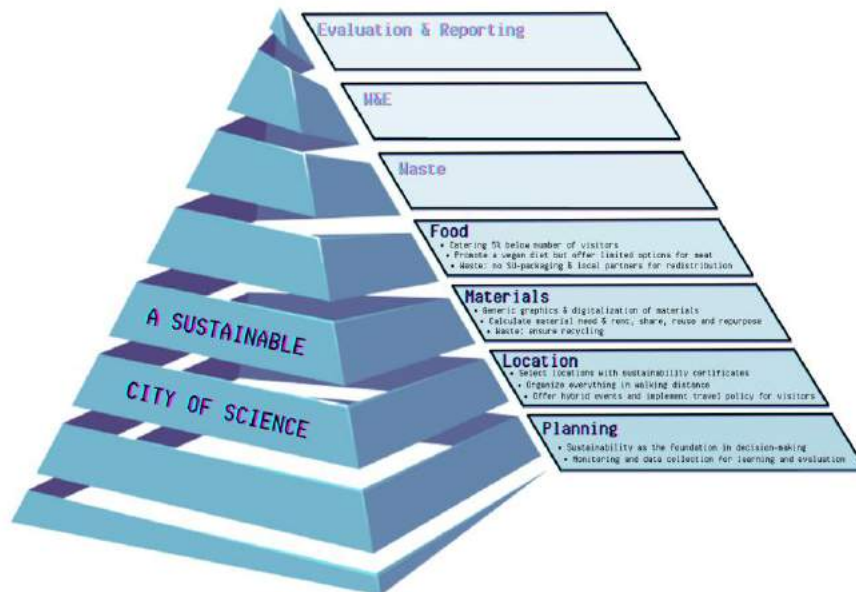 Evaluation & Reporting
M&E
Waste
Food
• Catering 5% below number of visitors
• Promote a vegan diet but offer limited options for meat
• Waste: no SU-packaging & local partners for redistribution
A SUSTAINABLE
Materials
• Generic graphics & digitalization of materials
• Calculate material need & rent, share, reuse and repurpose
• Waste: ensure recycling
CITY OF SCIENCE
Location
• Select locations with sustainability certificates
• Organize everything in walking distance
• Offer hybrid events and implement travel policy for visitors
Planning
• Sustainability as the foundation in decision-making
• Monitoring and data collection for learning and evaluation